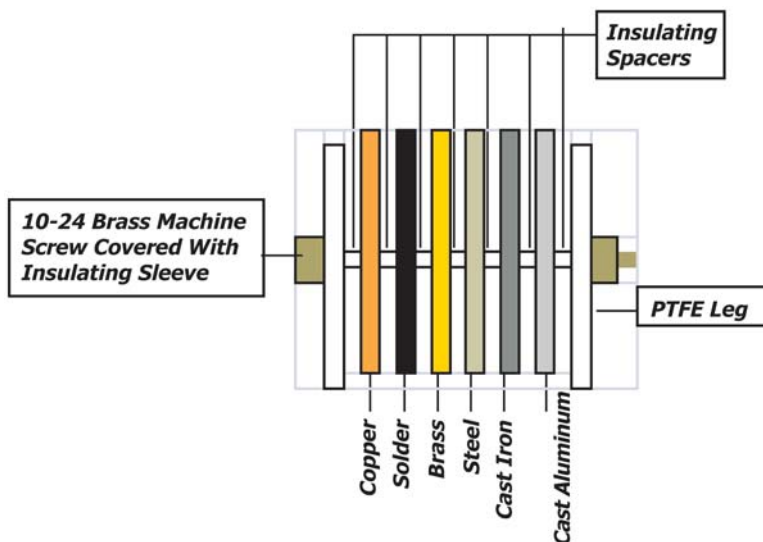 Insulating
Spacers
10-24 Brass Machine
Screw Covered With
Insulating Sleeve
PTFE Leg
Copper
Solder
Brass
Steel
Cast Iron
Cast Aluminum